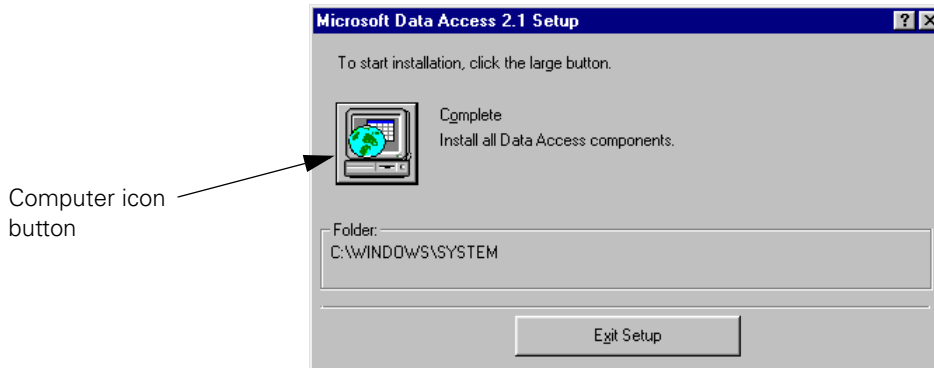 Microsoft Data Access 2.1 Setup
To start installation, click the large button.
Complete
Install all Data Access components.
Computer icon
button
Folder:
C:\WINDOWS\SYSTEM
Exit Setup